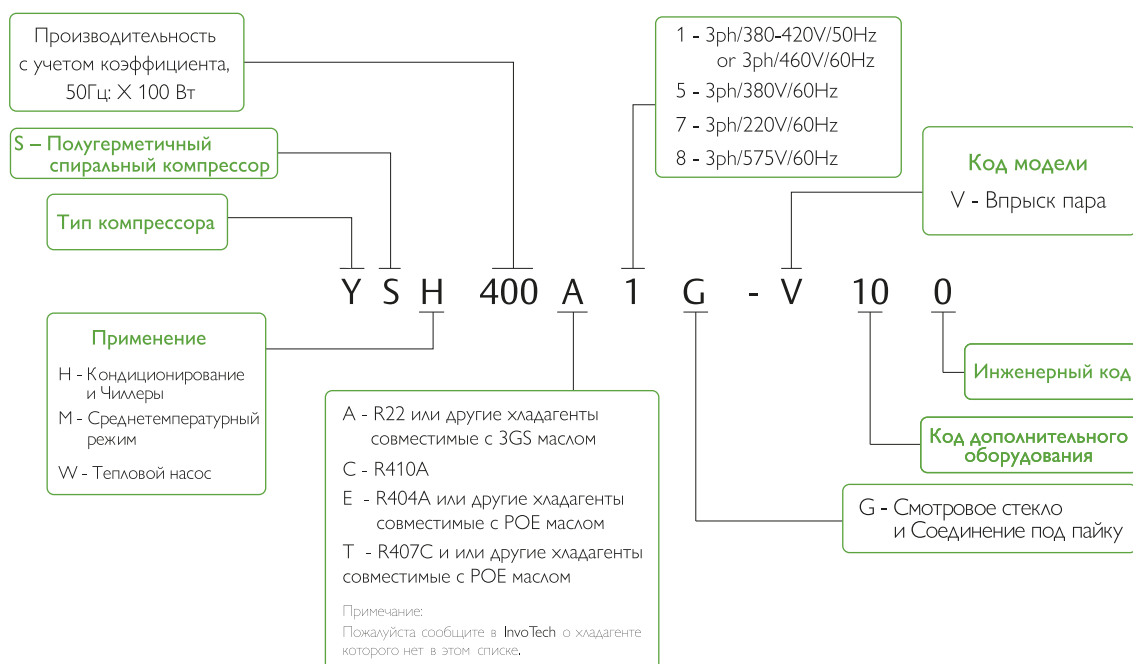 Производительность
с учетом коэффициента,
50Гц: X 100 Вт
S – Полугерметичный
спиральный компрессор
Тип компрессора
1 - 3ph/380-420V/50Hz
or 3ph/460V/60Hz
5 - 3ph/380V/60Hz
7 - 3ph/220V/60Hz
8 - 3ph/575V/60Hz
Код модели
V - Впрыск пара
Y S H 400 A 1 G - V 10 0
Применение
H - Кондиционирование
и Чиллеры
M - Среднетемпературный
режим
W - Тепловой насос
A - R22 или другие хладагенты
совместимые с 3GS маслом
C - R410A
E - R404A или другие хладагенты
совместимые с POE маслом
T - R407C и или другие хладагенты
совместимые с POE маслом
Примечание:
Пожалуйста сообщите в InvoTech о хладагенте
которого нет в этом списке.
Инженерный код
Код дополнительного
оборудования
G - Смотровое стекло
и Соединение под пайку